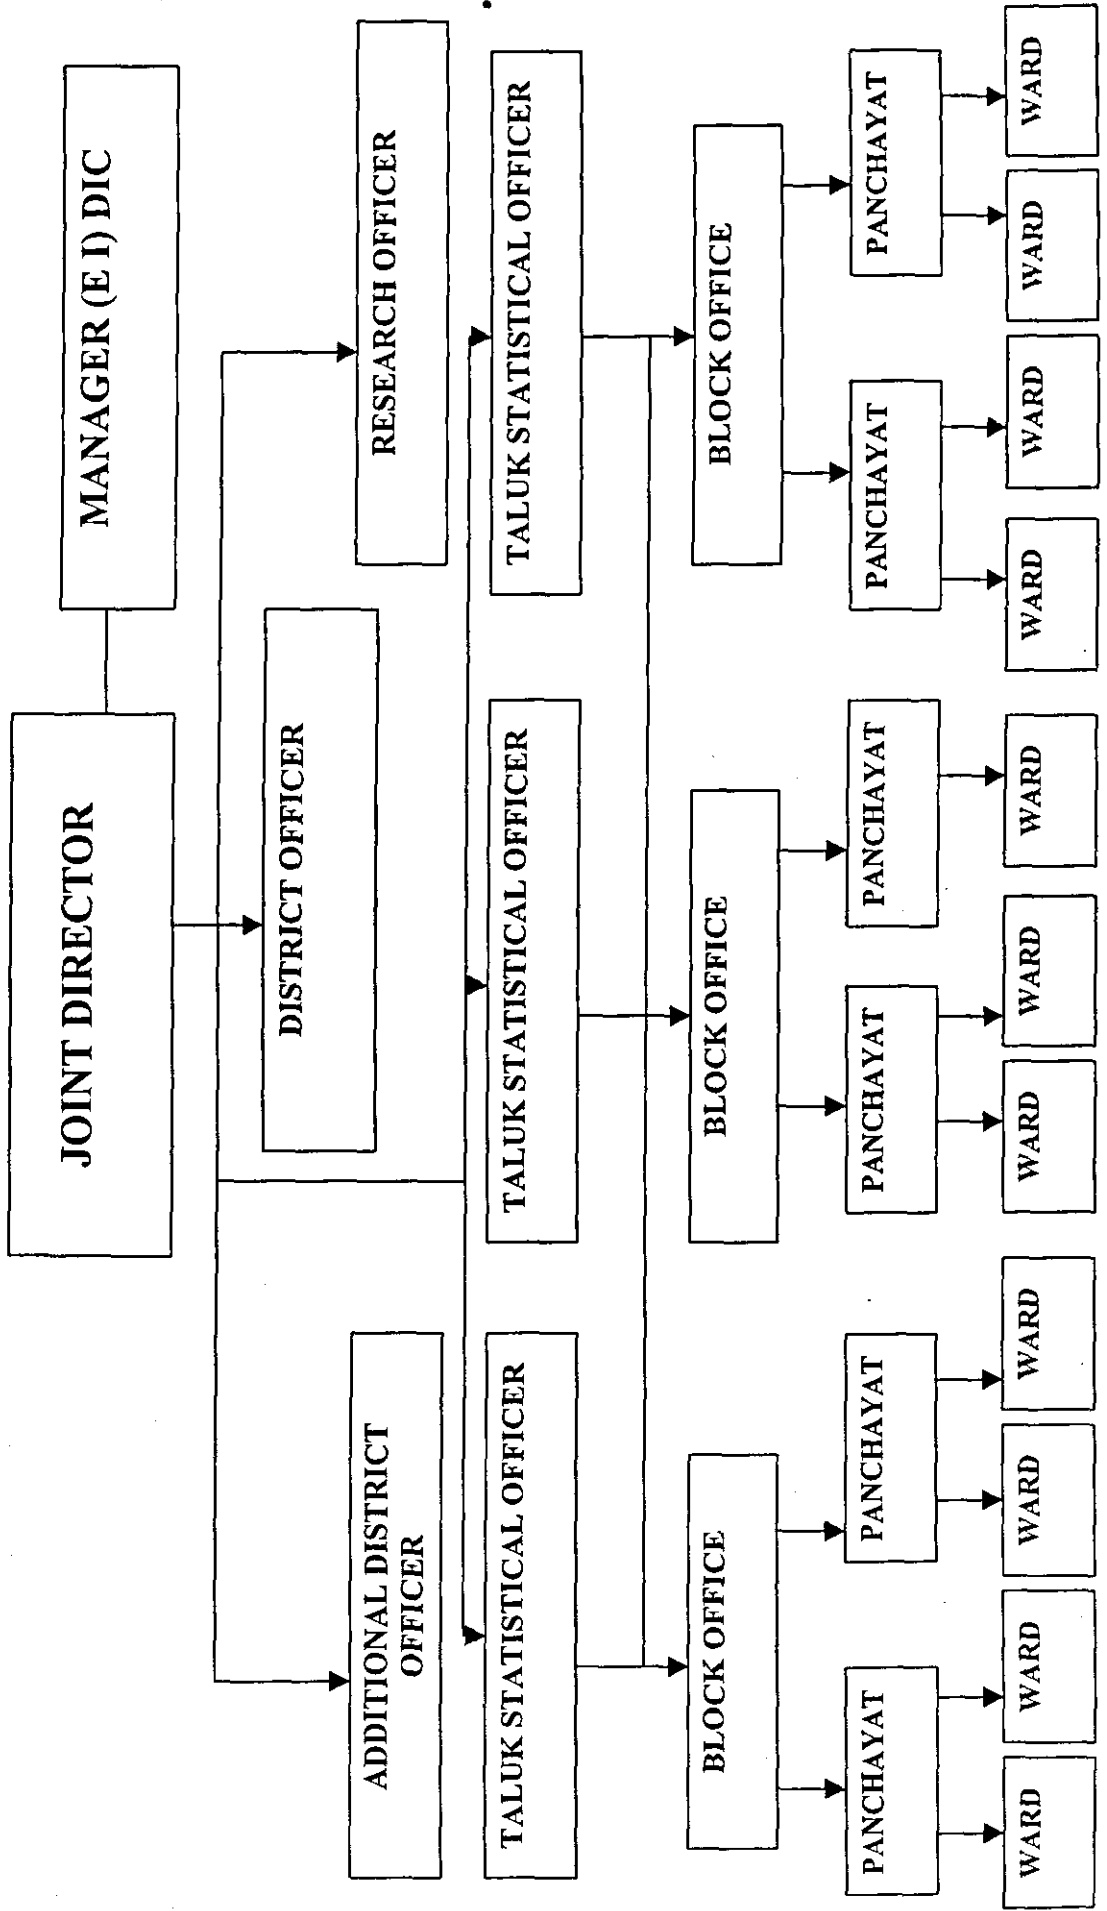 JOINT DIRECTOR
MANAGER (E I) DIC
DISTRICT OFFICER
ADDITIONAL DISTRICT
OFFICER
RESEARCH OFFICER
TALUK STATISTICAL OFFICER
TALUK STATISTICAL OFFICER
TALUK STATISTICAL OFFICER
BLOCK OFFICE
BLOCK OFFICE
BLOCK OFFICE
PANCHAYAT
PANCHAYAT
PANCHAYAT
PANCHAYAT
PANCHAYAT
PANCHAYAT
WARD
WARD
WARD
WARD
WARD
WARD
WARD
WARD
WARD
WARD
WARD